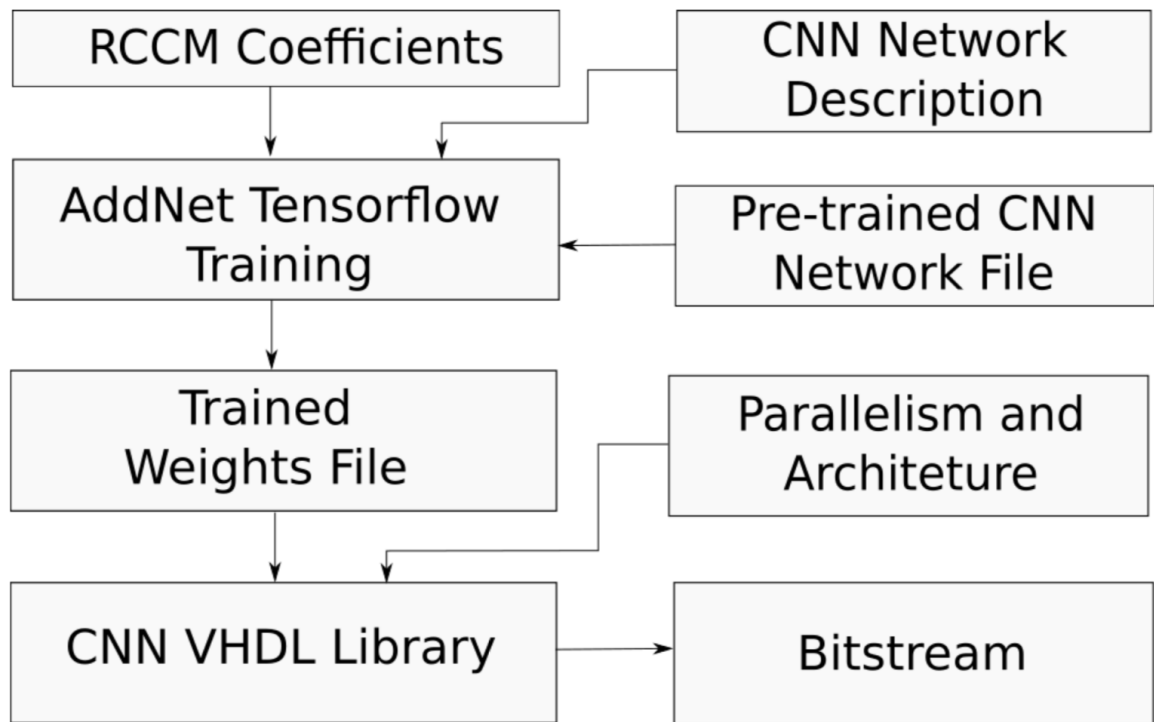 RCCM Coefficients
CNN Network
Description
AddNet Tensorflow
Training
Pre-trained CNN
Network File
Trained
Weights File
Parallelism and
Architeture
CNN VHDL Library
Bitstream